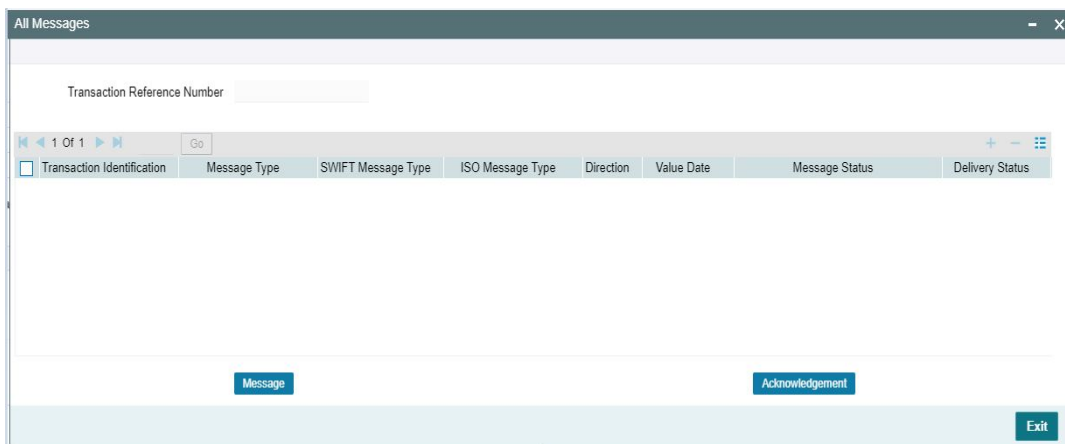 All Messages
Transaction Reference Number
1 Of 1 Go
Transaction Identification Message Type SWIFT Message Type ISO Message Type Direction Value Date Message Status Delivery Status
Message Acknowledgement
Exit